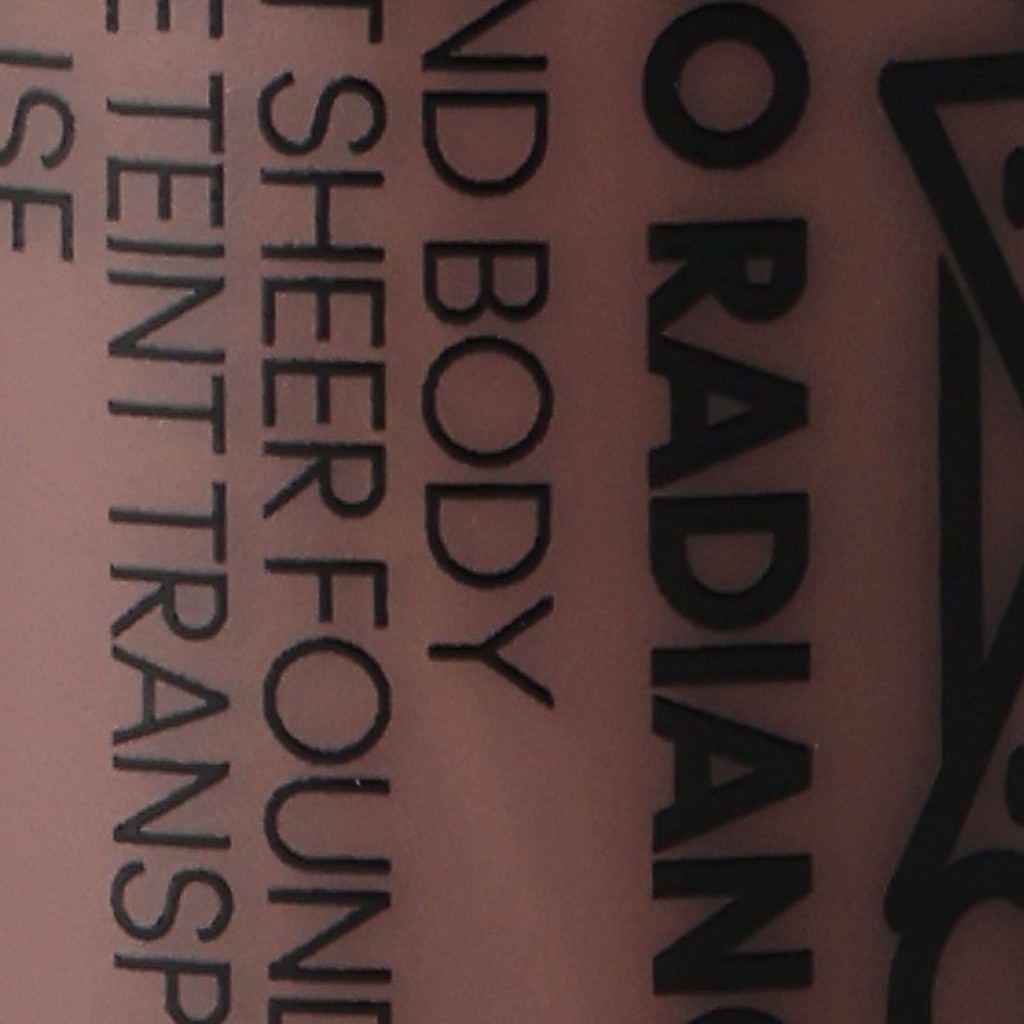 O RADIANC
ND BODY
T SHEER FOUND
E TEINT TRANSP
ISE